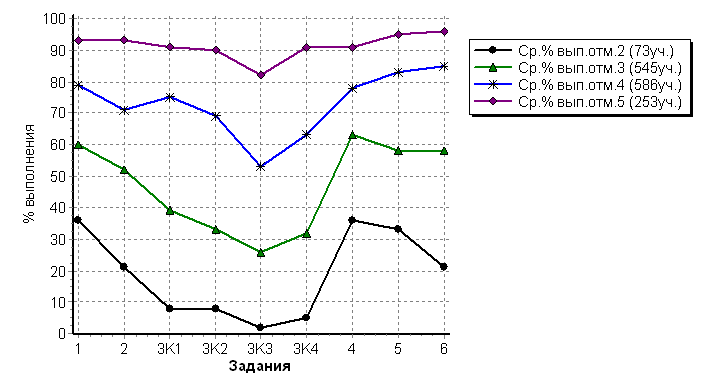 % выполнения
100
90
80
70
60
50
40
30
20
10
0
1 2 3К1 3К2 3К3 3К4 4 5 6
Задания
Ср.% вып.отм.2 (73уч.)
Ср.% вып.отм.3 (545уч.)
Ср.% вып.отм.4 (586уч.)
Ср.% вып.отм.5 (253уч.)